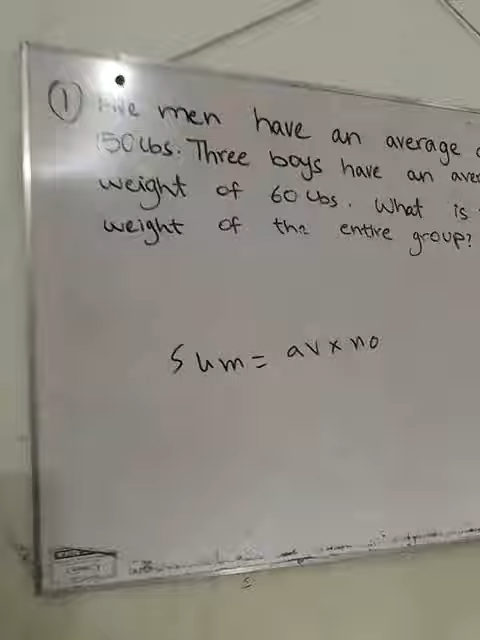 ① Five men have an average
150 lbs. Three boys have an aver
weight of 60 lbs. What is
weight of the entire group?
Sum = av x no